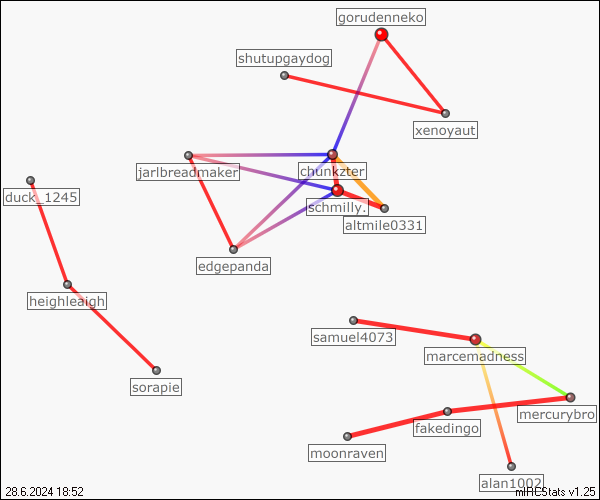 gorudenneko
shutupgaydog
xenoyaut
jarlbreadmaker
chunkzter
duck_1245
schmilly.
altmile0331
edgepanda
heighleaigh
samuel4073
marcemadness
sorapie
mercurybro
fakedingo
moonraven
alan1002
28.6.2024 18:52
mIRCStats v1.25